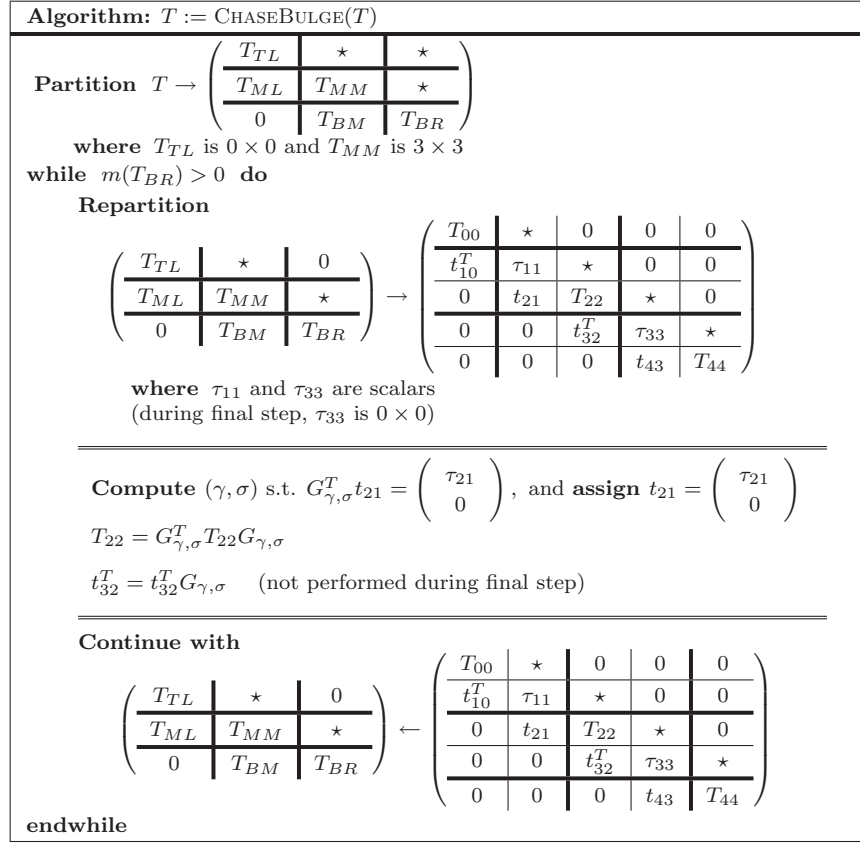 Algorithm: T := CHASEBULGE(T)
Partition T → ( T_TL ⋆ ⋆
T_ML T_MM ⋆
0 T_BM T_BR )
where T_TL is 0 × 0 and T_MM is 3 × 3
while m(T_BR) > 0 do
Repartition
( T_TL ⋆ 0
T_ML T_MM ⋆
0 T_BM T_BR ) → ( T_00 ⋆ 0 0 0
t_10^T τ_11 ⋆ 0 0
0 t_21 T_22 ⋆ 0
0 0 t_32^T τ_33 ⋆
0 0 0 t_43 T_44 )
where τ_11 and τ_33 are scalars
(during final step, τ_33 is 0 × 0)
Compute (γ, σ) s.t. G_γ,σ^T t_21 = ( τ_21 0 ) , and assign t_21 = ( τ_21 0 )
T_22 = G_γ,σ^T T_22 G_γ,σ
t_32^T = t_32^T G_γ,σ (not performed during final step)
Continue with
( T_TL ⋆ 0
T_ML T_MM ⋆
0 T_BM T_BR ) ← ( T_00 ⋆ 0 0 0
t_10^T τ_11 ⋆ 0 0
0 t_21 T_22 ⋆ 0
0 0 t_32^T τ_33 ⋆
0 0 0 t_43 T_44 )
endwhile